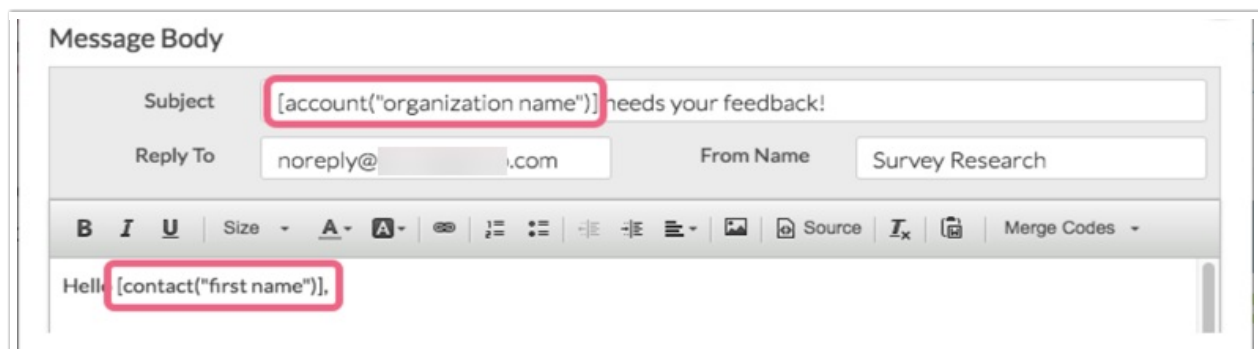 Message Body
Subject [account("organization name")] needs your feedback!
Reply To noreply@ .com From Name Survey Research
B I U Size A A Source Tx Merge Codes
Hello [contact("first name")],